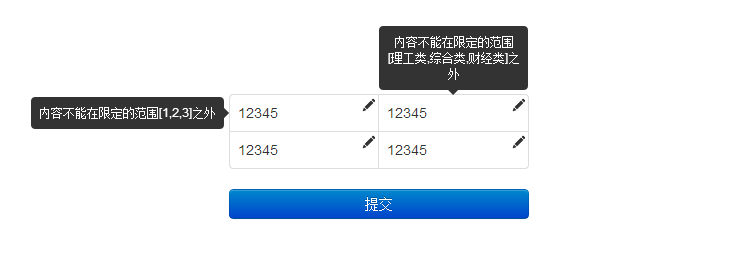 内容不能在限定的范围
[理工类,综合类,财经类]之
外
内容不能在限定的范围[1,2,3]之外
12345 12345
12345 12345
提交